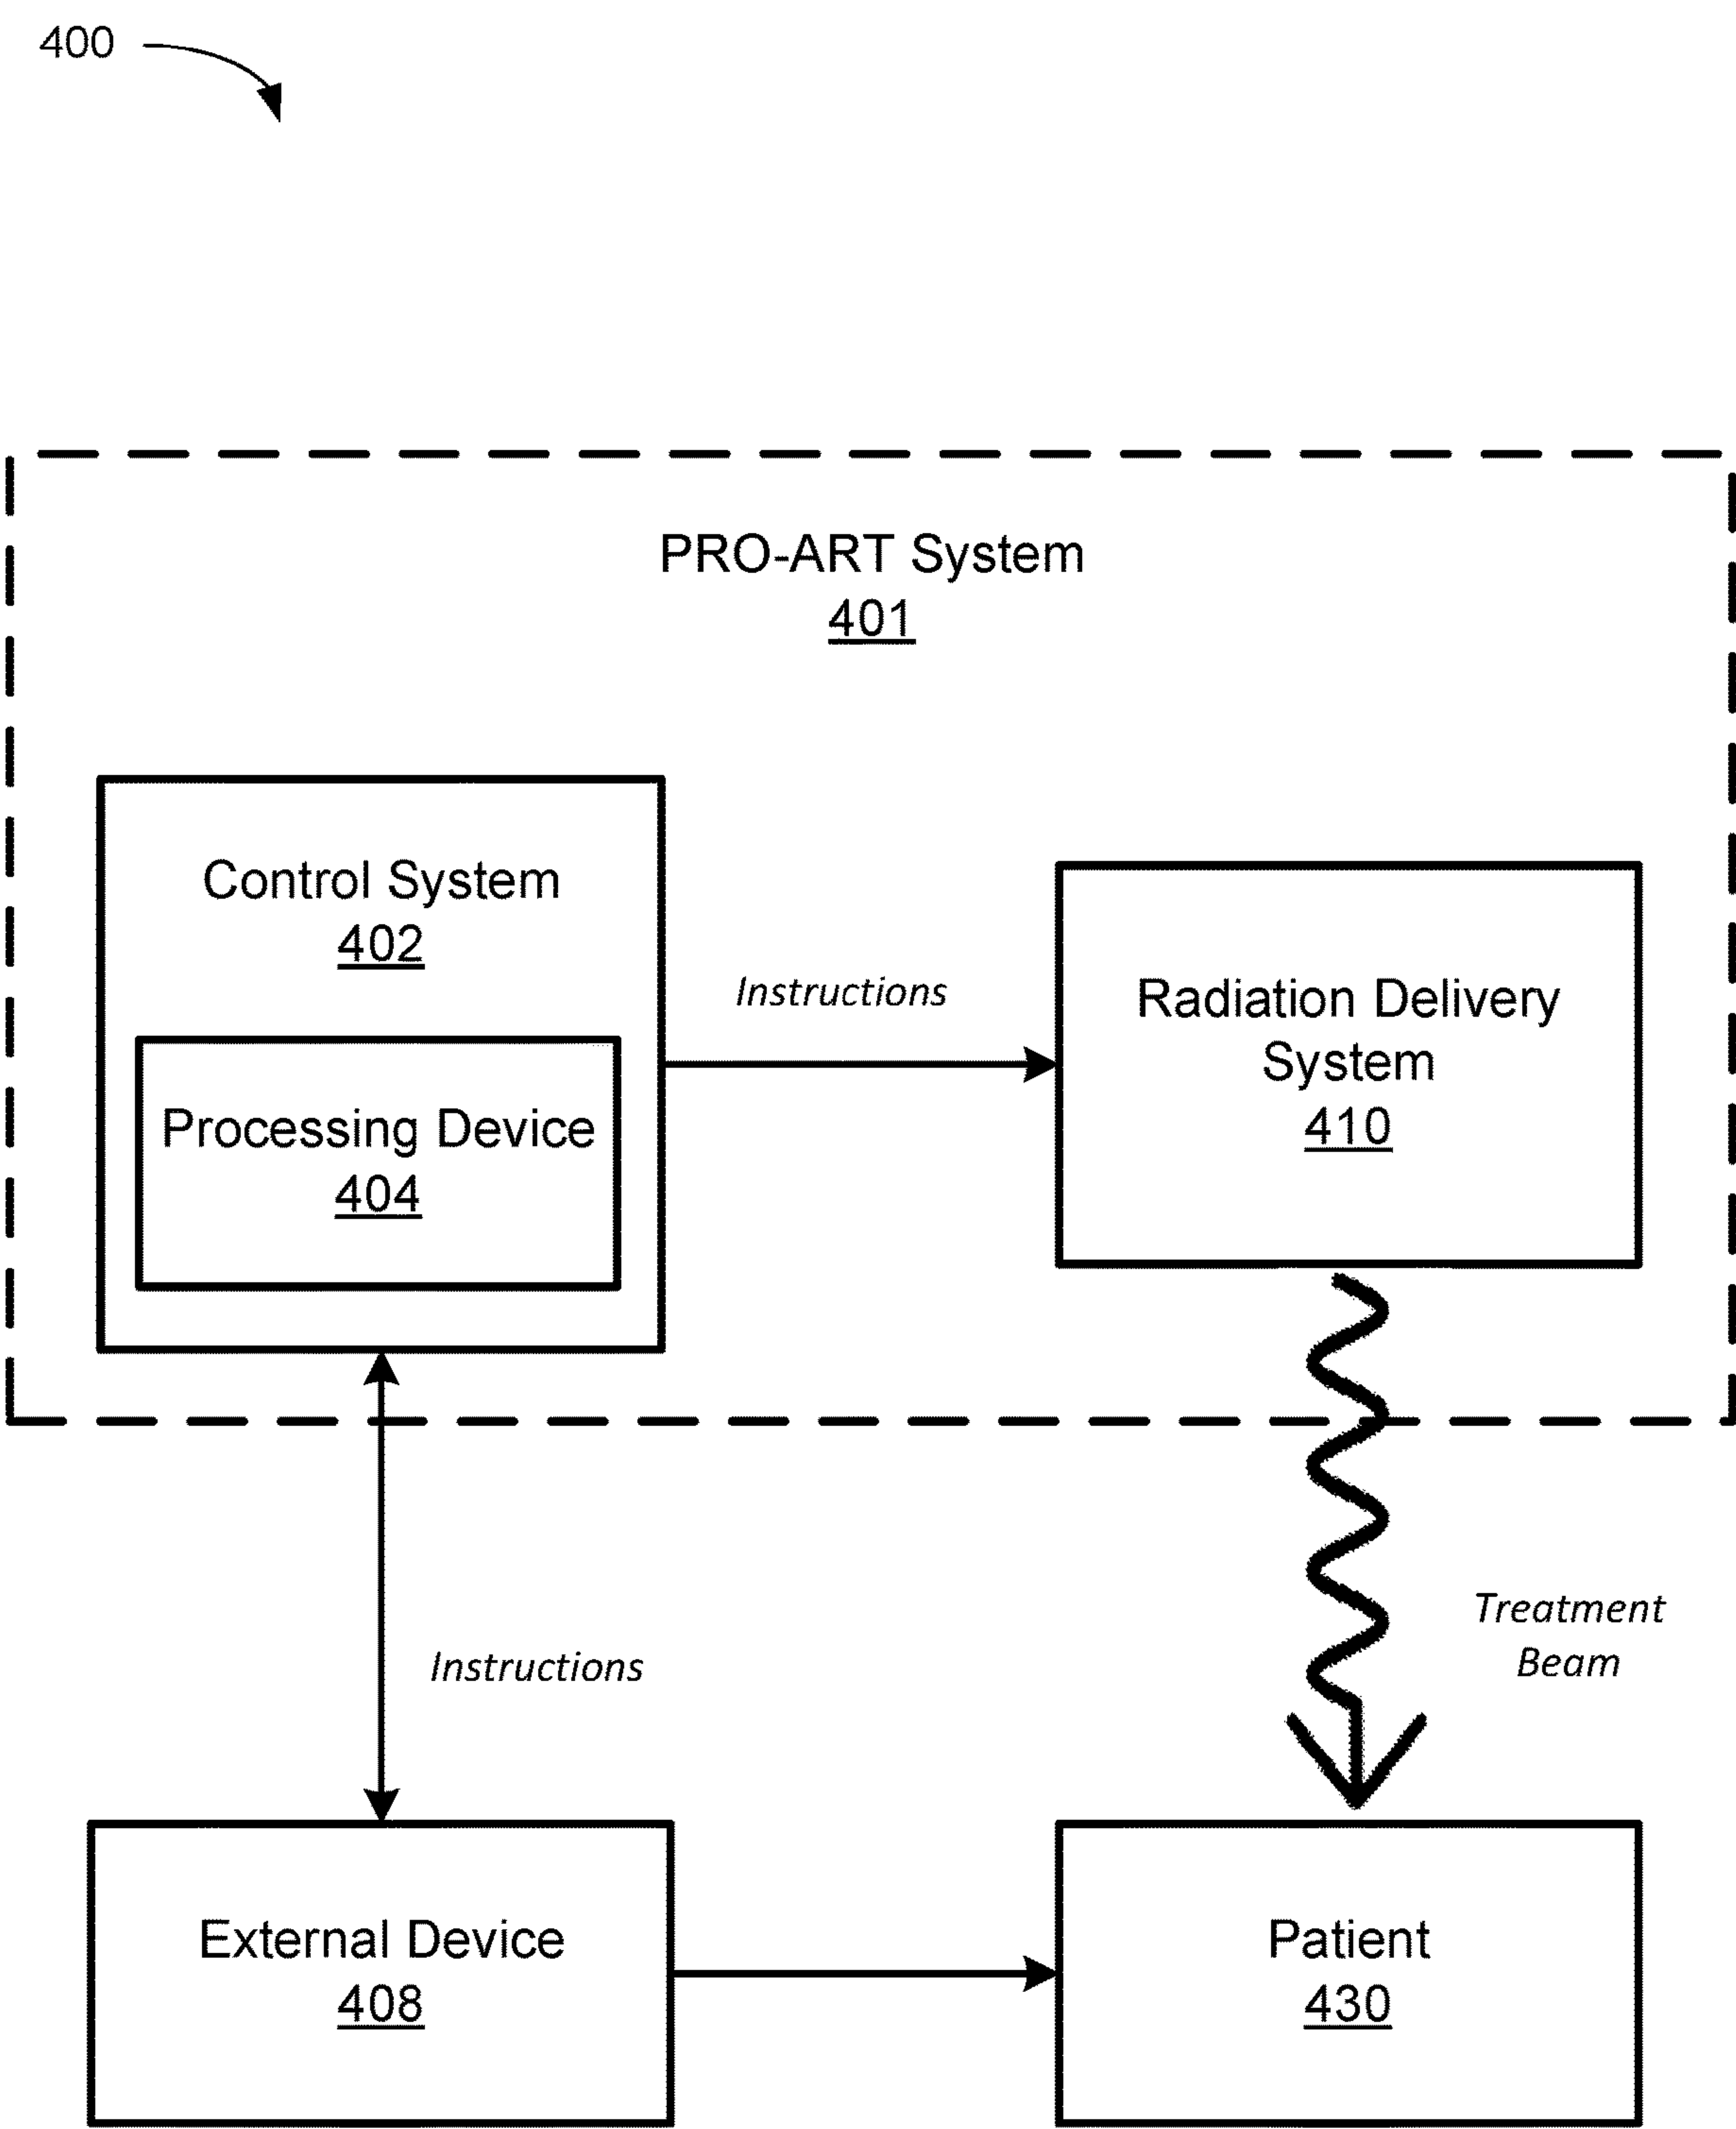 400
PRO-ART System
401
Control System
402
Processing Device
404
Instructions
Radiation Delivery
System
410
Instructions
Treatment
Beam
External Device
408
Patient
430